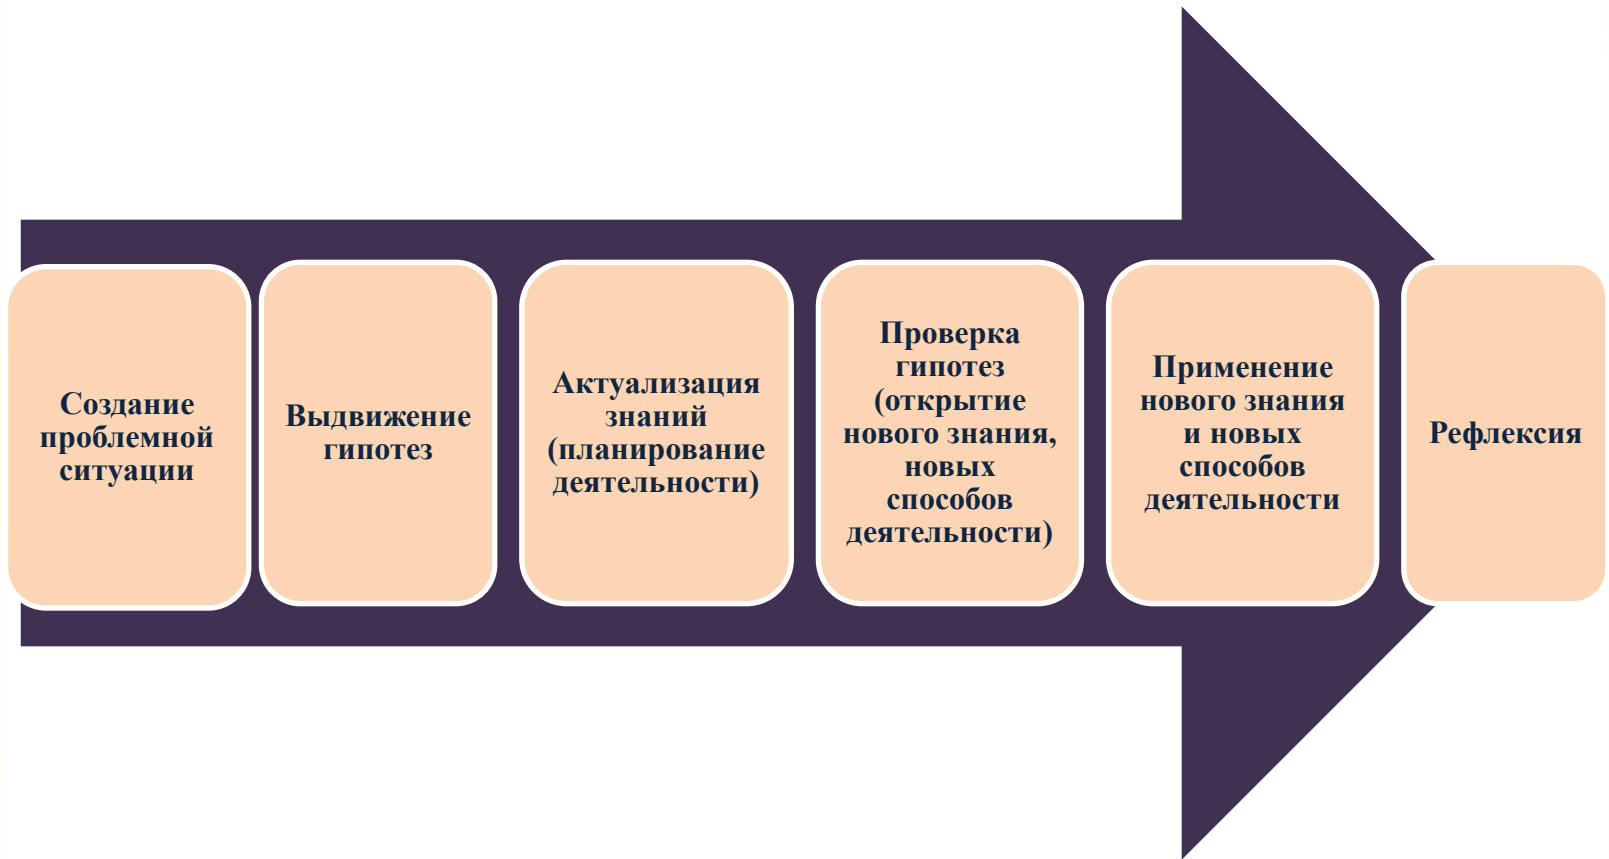 Создание
проблемной
ситуации
Выдвижение
гипотез
Актуализация
знаний
(планирование
деятельности)
Проверка
гипотез
(открытие
нового знания,
новых
способов
деятельности)
Применение
нового знания
и новых
способов
деятельности
Рефлексия